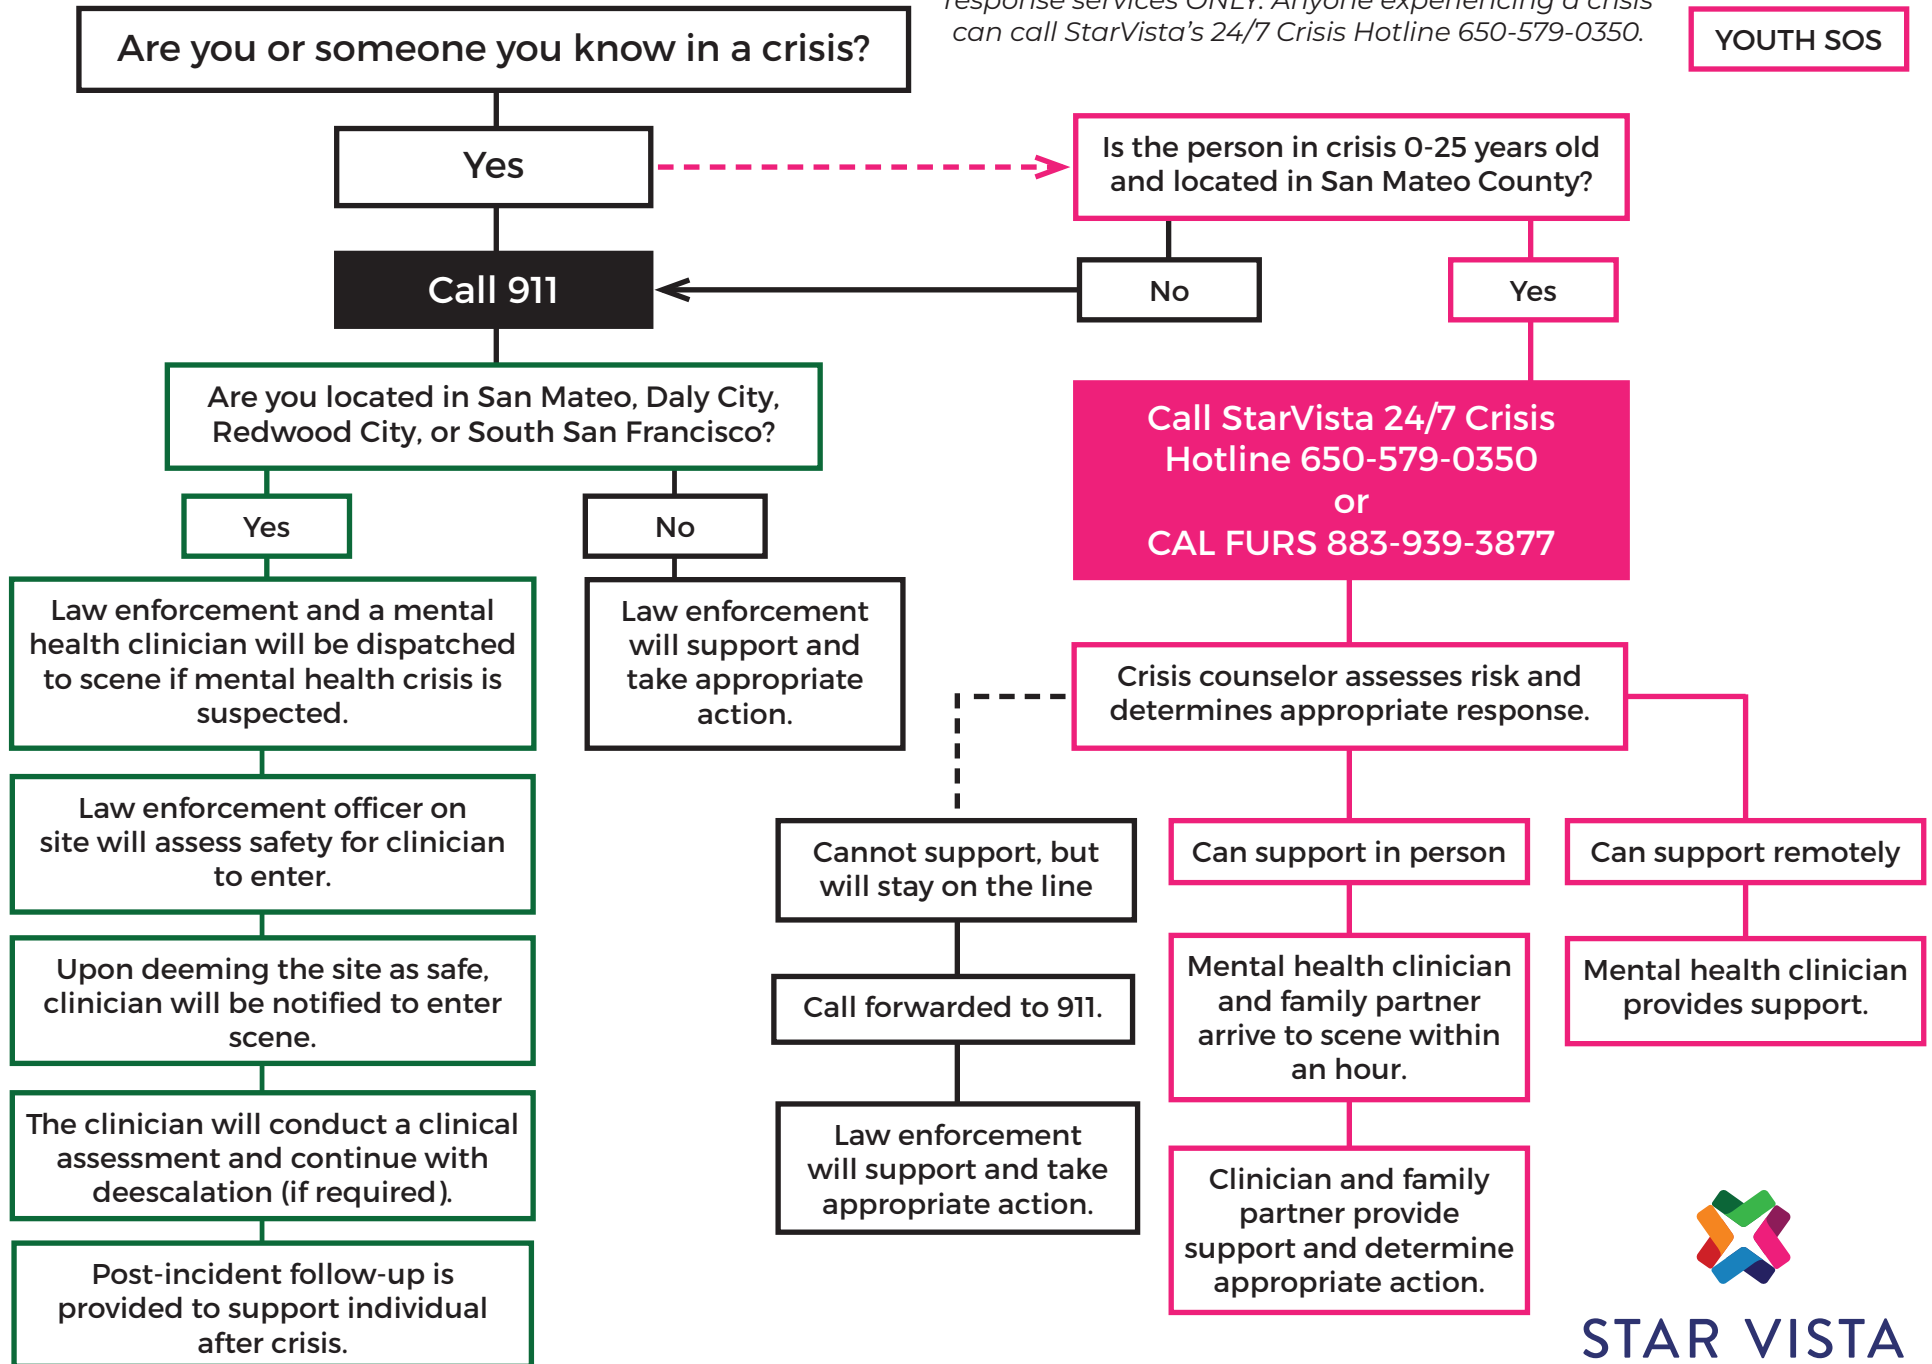 response services ONLY. Anyone experiencing a crisis
can call StarVista's 24/7 Crisis Hotline 650-579-0350.
YOUTH SOS
Are you or someone you know in a crisis?
Yes
Is the person in crisis 0-25 years old
and located in San Mateo County?
Call 911
No
Yes
Are you located in San Mateo, Daly City,
Redwood City, or South San Francisco?
Yes
No
Call StarVista 24/7 Crisis
Hotline 650-579-0350
or
CAL FURS 883-939-3877
Law enforcement and a mental
health clinician will be dispatched
to scene if mental health crisis is
suspected.
Law enforcement
will support and
take appropriate
action.
Crisis counselor assesses risk and
determines appropriate response.
Law enforcement officer on
site will assess safety for clinician
to enter.
Cannot support, but
will stay on the line
Can support in person
Can support remotely
Upon deeming the site as safe,
clinician will be notified to enter
scene.
Call forwarded to 911.
Mental health clinician
and family partner
arrive to scene within
an hour.
Mental health clinician
provides support.
The clinician will conduct a clinical
assessment and continue with
deescalation (if required).
Law enforcement
will support and take
appropriate action.
Clinician and family
partner provide
support and determine
appropriate action.
Post-incident follow-up is
provided to support individual
after crisis.
STAR VISTA